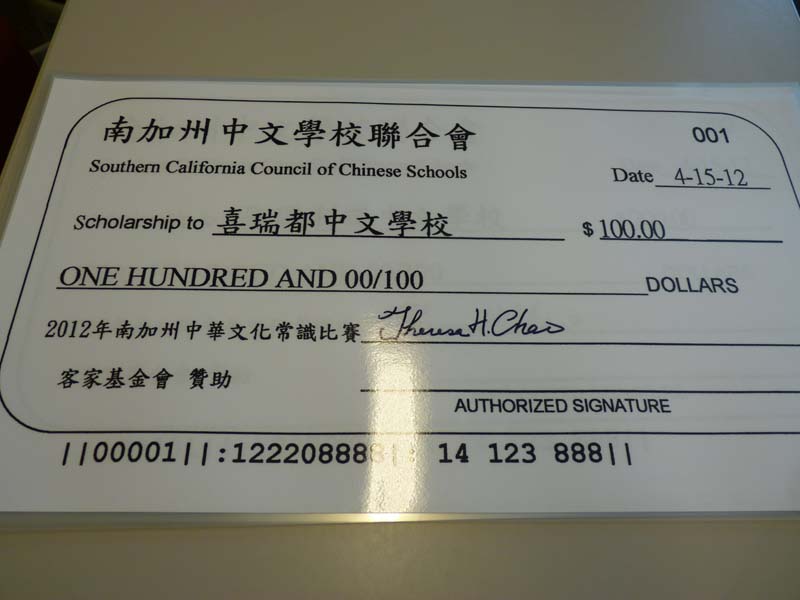 南加州中文學校聯合會 001
Southern California Council of Chinese Schools
Date 4-15-12
Scholarship to 喜瑞都中文學校 $ 100.00
ONE HUNDRED AND 00/100 DOLLARS
2012年南加州中華文化常識比賽 Theresa H. Chao
客家基金會 贊助
AUTHORIZED SIGNATURE
||00001||:122208888|: 14 123 888||